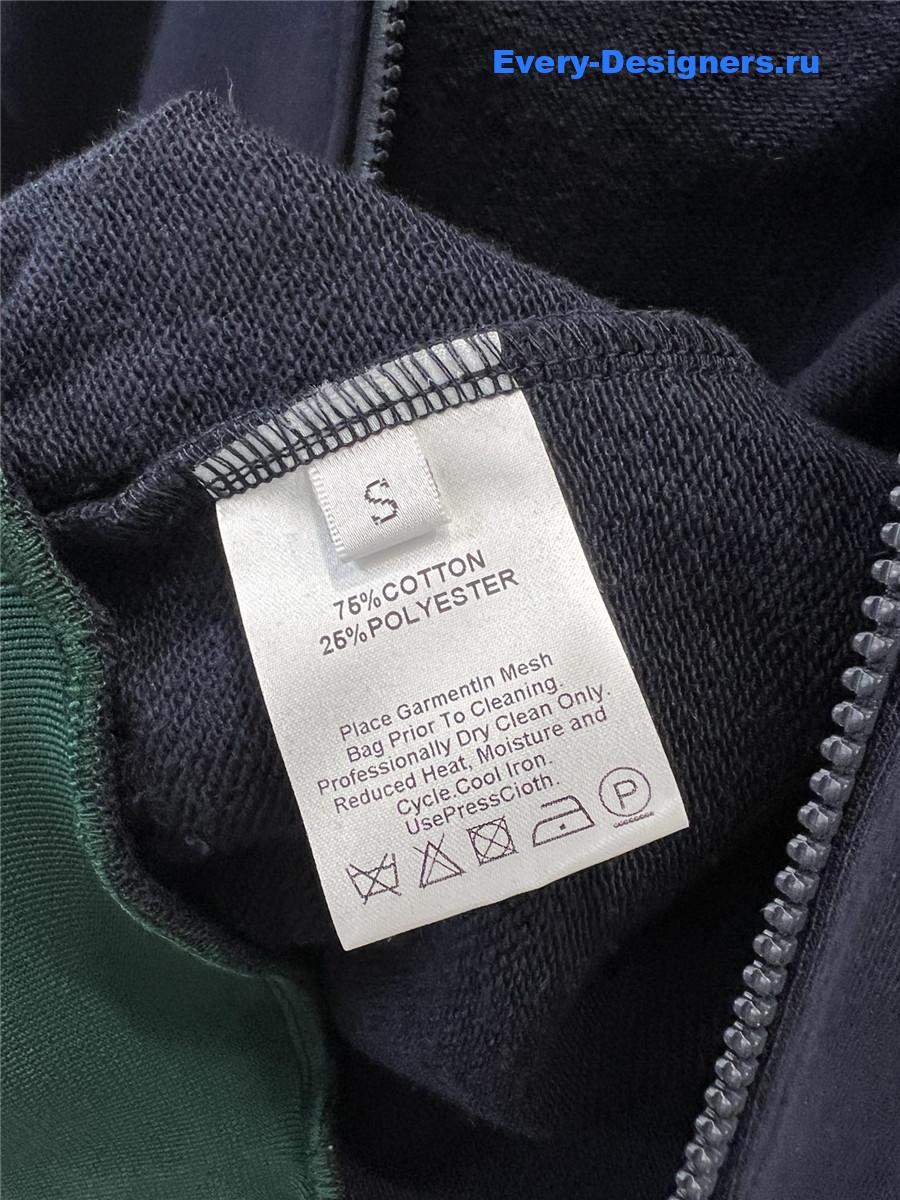 Every-Designers.ru
S
75%COTTON
25%POLYESTER
Place GarmentIn Mesh
Bag Prior To Cleaning.
Professionally Dry Clean Only.
Reduced Heat, Moisture and
Cycle.Cool Iron.
UsePressCloth.
P